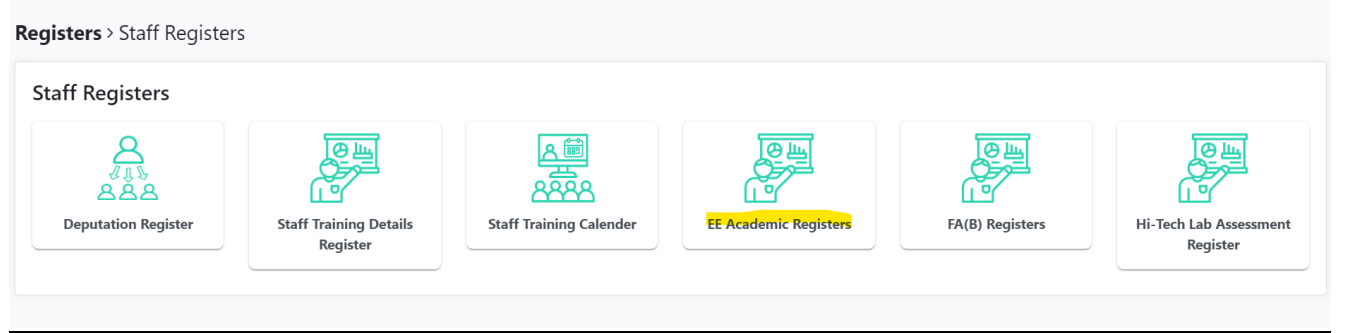 Registers > Staff Registers
Staff Registers
Deputation Register
Staff Training Details
Register
Staff Training Calender
EE Academic Registers
FA(B) Registers
Hi-Tech Lab Assessment
Register